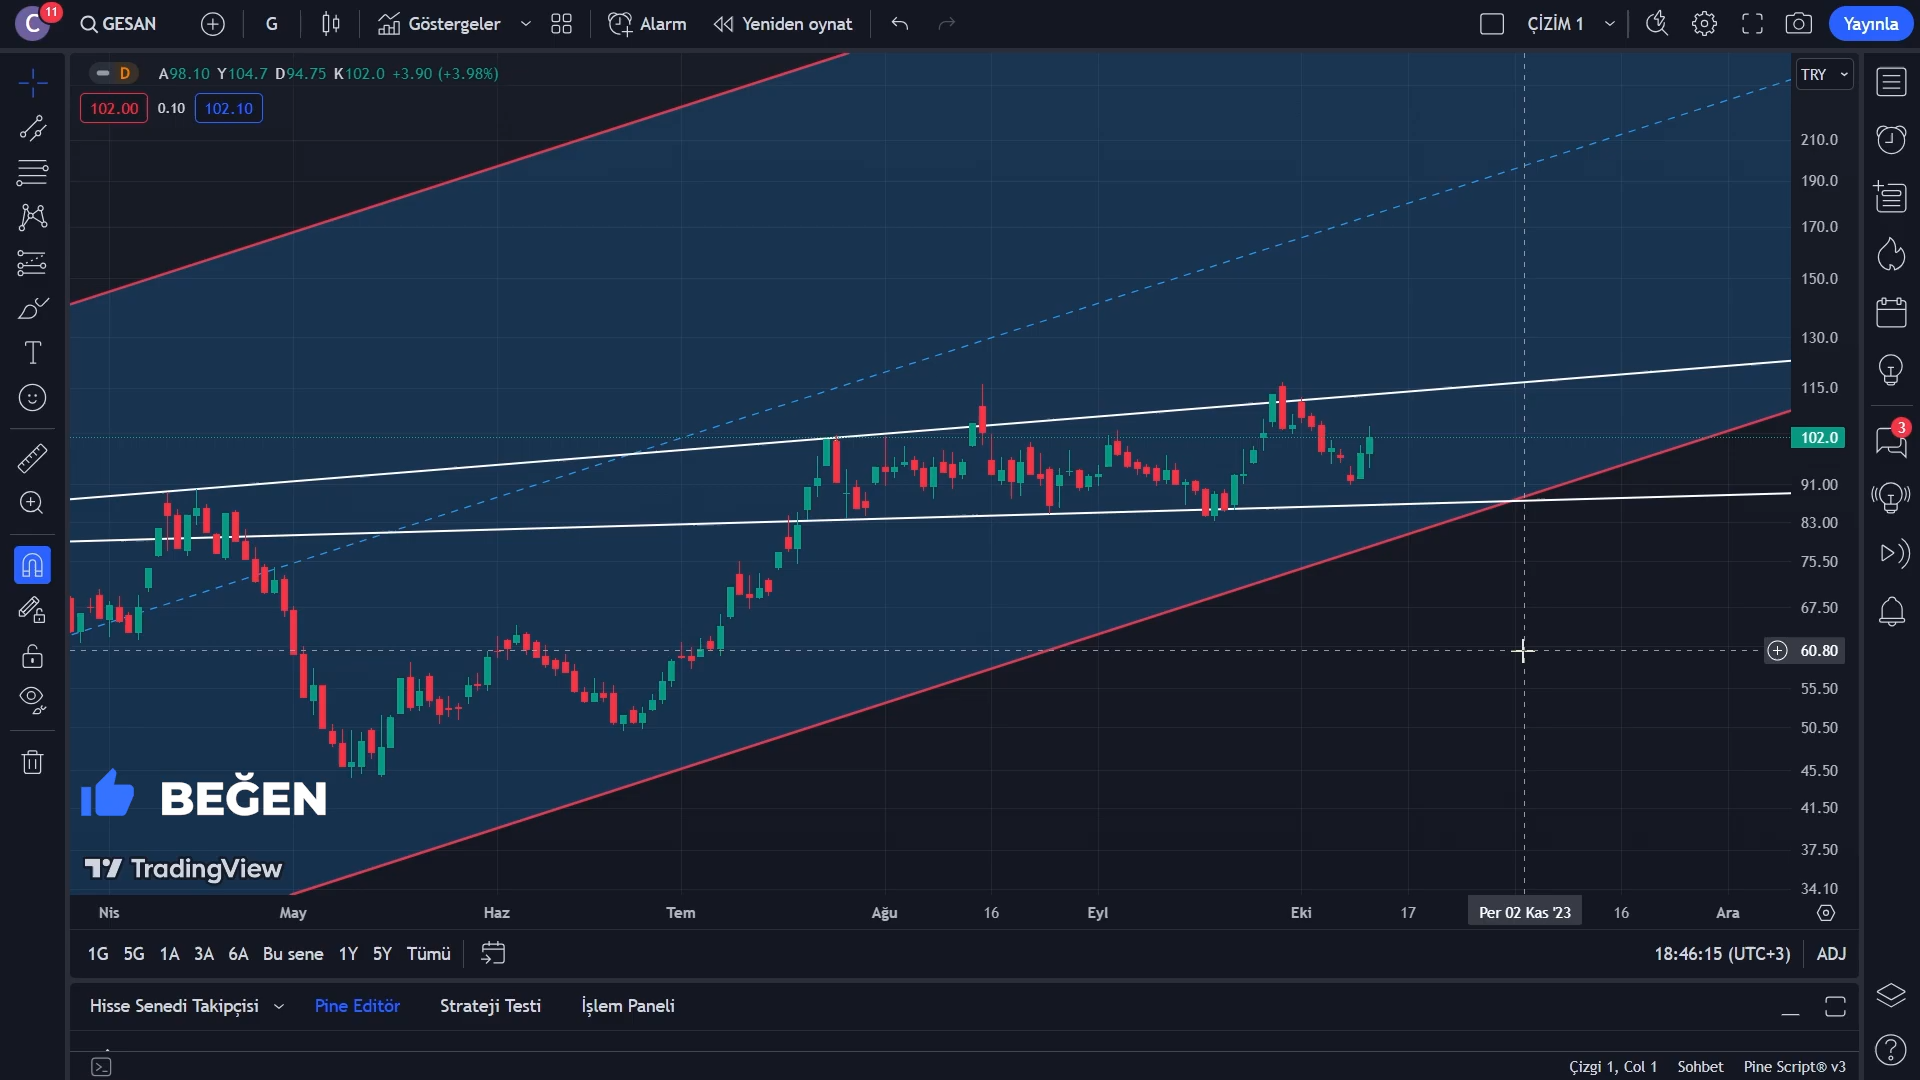 C 11 GESAN G Göstergeler Alarm Yeniden oynat ÇİZİM 1 Yayınla
D A98.10 Y104.7 D94.75 K102.0 +3.90 (+3.98%) TRY
102.00 0.10 102.10
210.0
190.0
170.0
150.0
130.0
115.0
3
102.0
91.00
83.00
75.50
67.50
60.80
55.50
50.50
45.50
BEĞEN
41.50
37.50
TradingView
34.10
Nis May Haz Tem Ağu 16 Eyl Eki 17 Per 02 Kas '23 16 Ara
1G 5G 1A 3A 6A Bu sene 1Y 5Y Tümü 18:46:15 (UTC+3) ADJ
Hisse Senedi Takipçisi Pine Editör Strateji Testi İşlem Paneli
Çizgi 1, Col 1 Sohbet Pine Script® v3